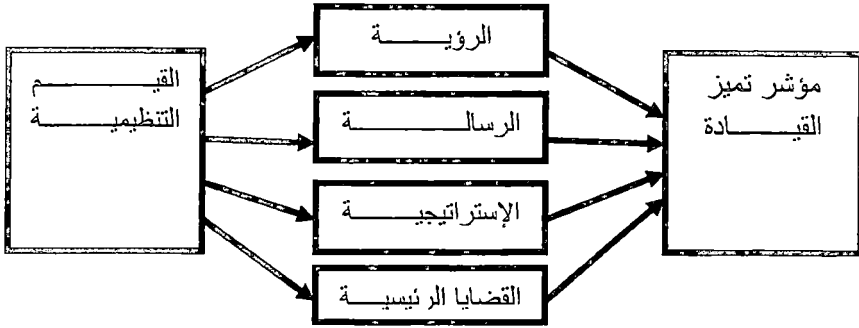 القيم
التنظيمية
الرؤية
الرسالة
الإستراتيجية
القضايا الرئيسية
مؤشر تميز
القيادة